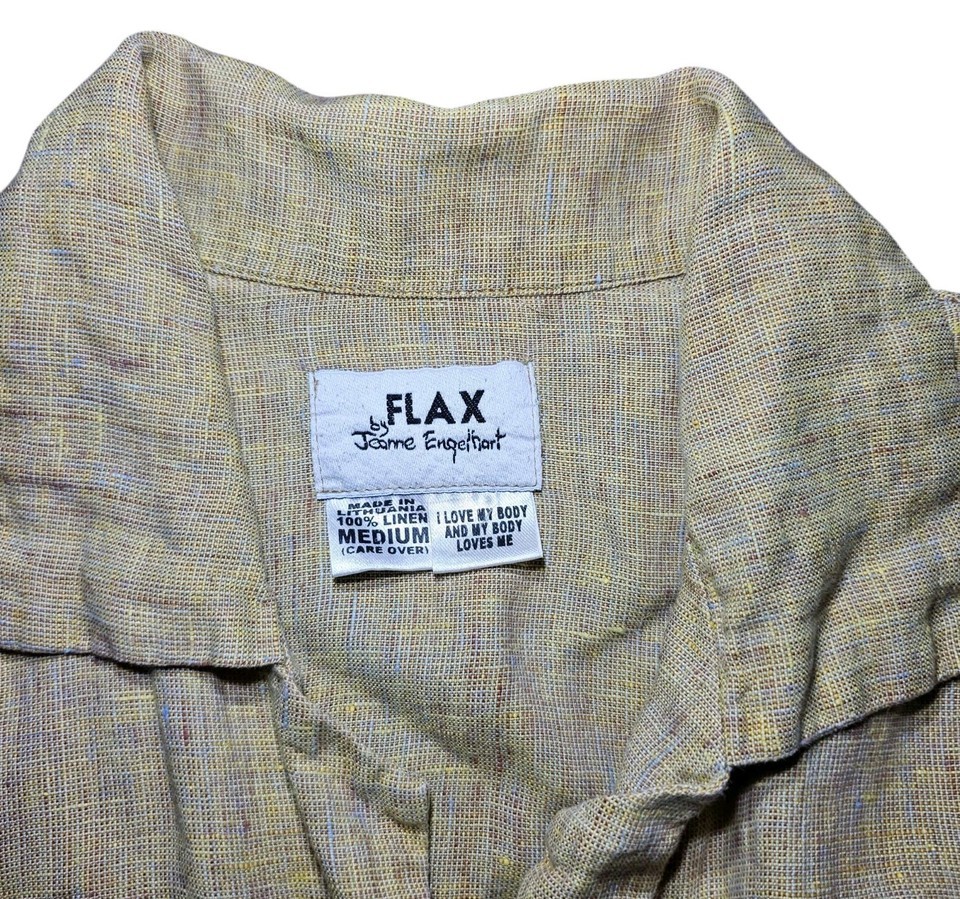 FLAX
by
Jeanne Engelhart
MADE IN
LITHUANIA
100% LINEN
MEDIUM
(CARE OVER)
I LOVE MY BODY
AND MY BODY
LOVES ME